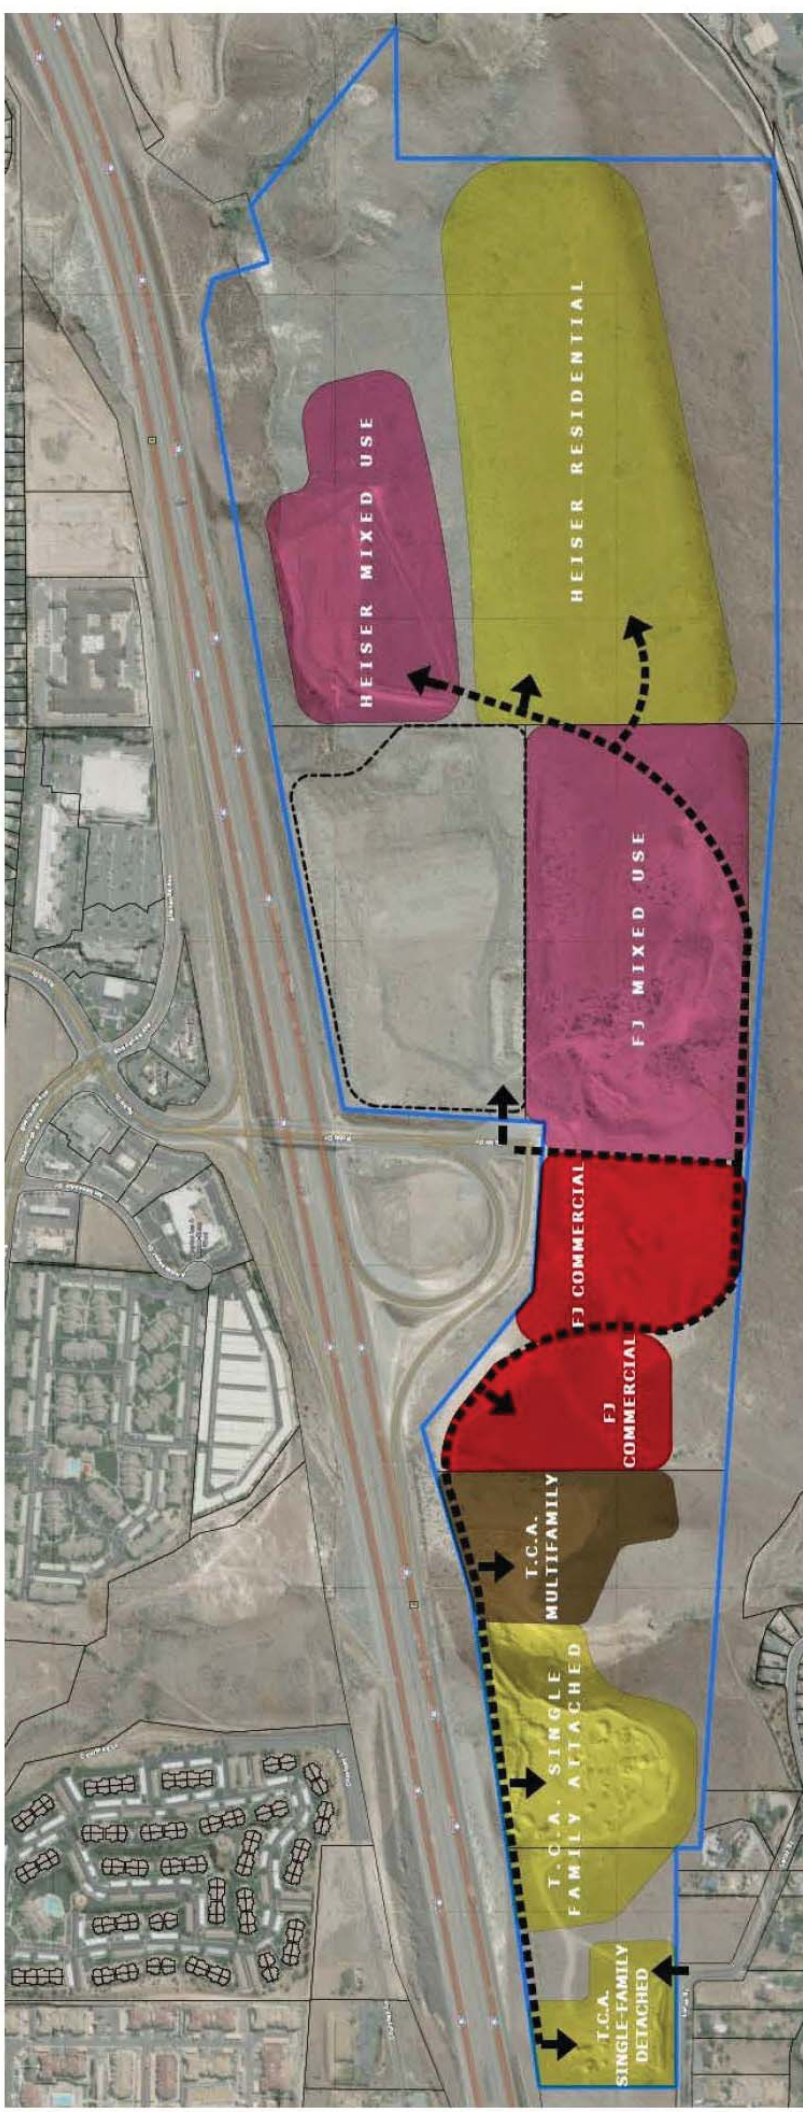 HEISER MIXED USE
HEISER RESIDENTIAL
FJ MIXED USE
FJ COMMERCIAL
FJ
COMMERCIAL
T.C.A.
MULTIFAMILY
T.C.A. SINGLE
FAMILY ATTACHED
T.C.A.
SINGLE-FAMILY
DETACHED